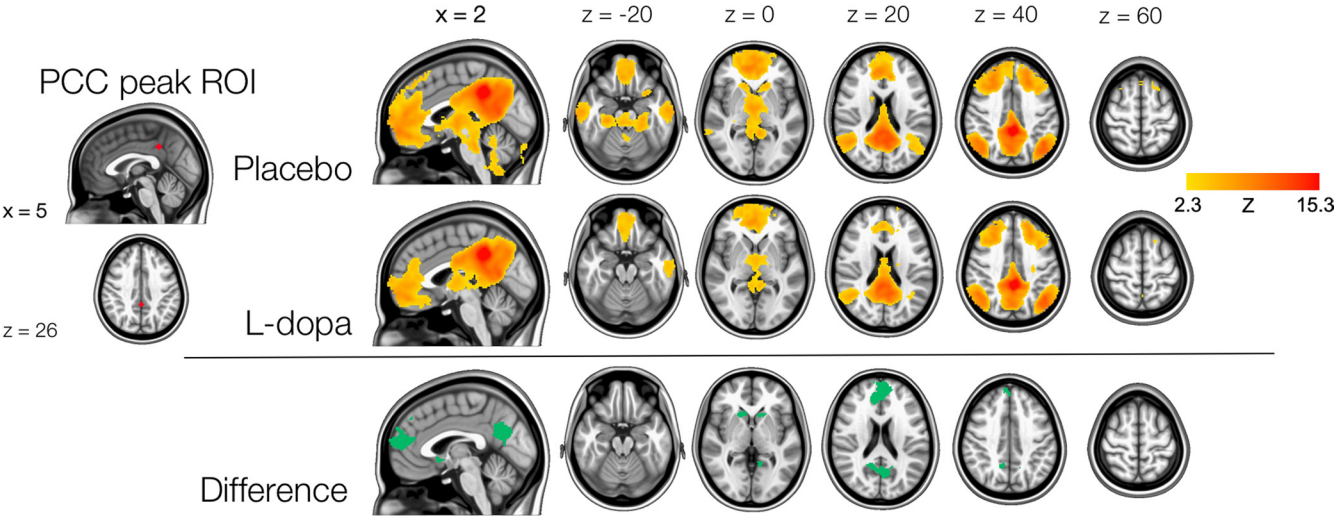 x = 2 z = -20 z = 0 z = 20 z = 40 z = 60
PCC peak ROI
Placebo
x = 5
2.3 z 15.3
L-dopa
z = 26
Difference